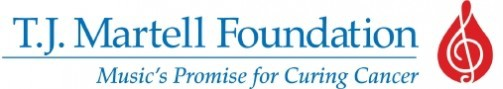 T.J. Martell Foundation
Music's Promise for Curing Cancer